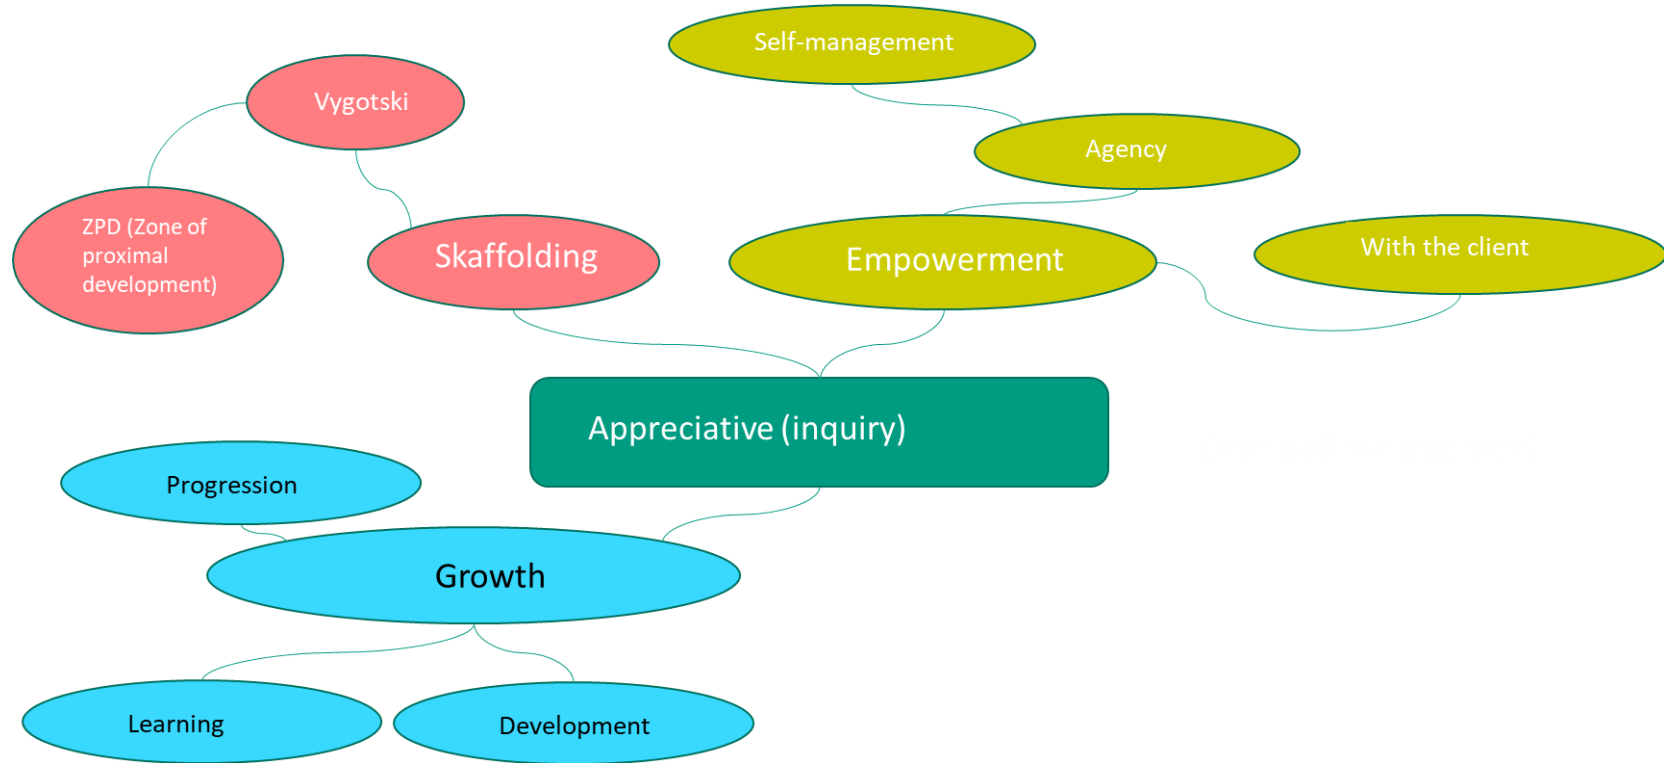 Self-management
Vygotski
Agency
ZPD (Zone of
proximal
development)
Skaffolding
Empowerment
With the client
Appreciative (inquiry)
Progression
Growth
Learning
Development